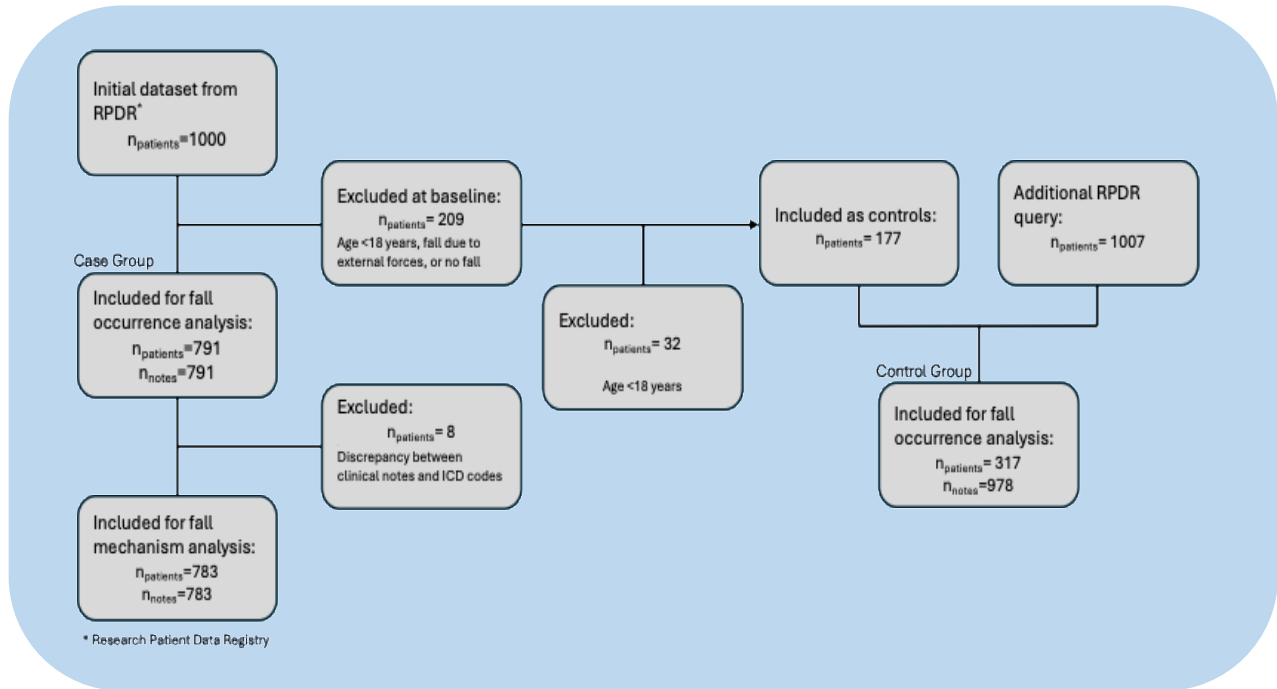 Initial dataset from
RPDR*
npatients=1000
Excluded at baseline:
npatients= 209
Age <18 years, fall due to
external forces, or no fall
Included as controls:
npatients= 177
Additional RPDR
query:
npatients= 1007
Case Group
Included for fall
occurrence analysis:
npatients=791
nnotes=791
Excluded:
npatients= 32
Age <18 years
Excluded:
npatients= 8
Discrepancy between
clinical notes and ICD codes
Control Group
Included for fall
occurrence analysis:
npatients= 317
nnotes=978
Included for fall
mechanism analysis:
npatients=783
nnotes=783
* Research Patient Data Registry